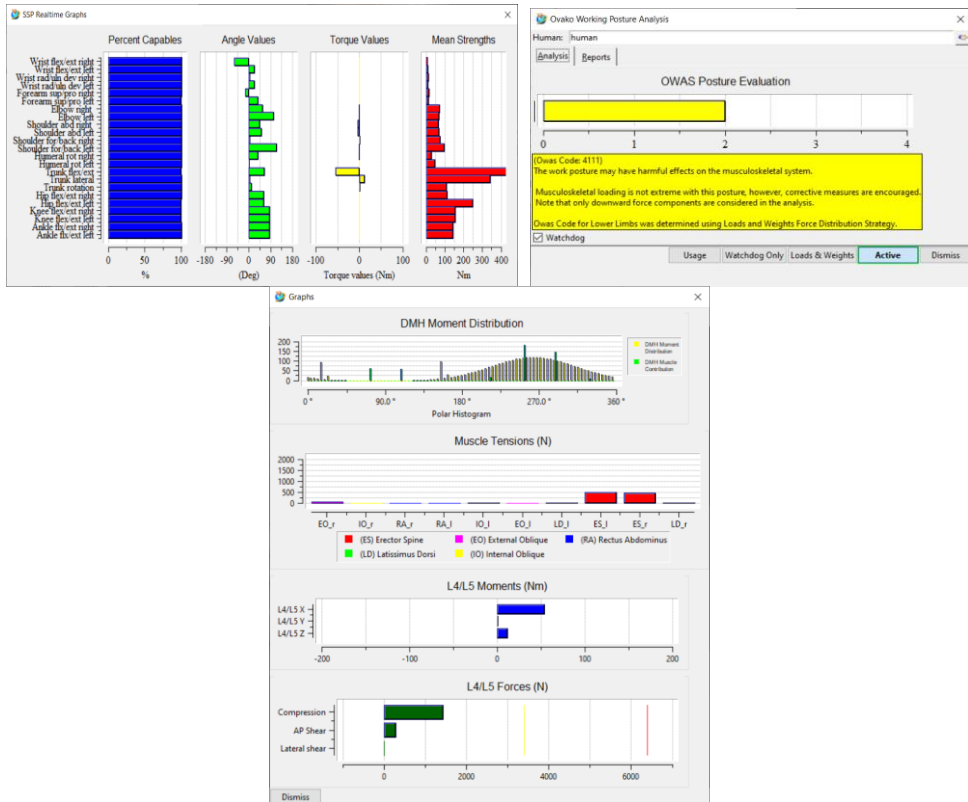 SSP Realtime Graphs
Percent Capables Angle Values Torque Values Mean Strengths
Wrist flex/ext right
Wrist flex/ext left
Wrist rad/uln dev right
Wrist rad/uln dev left
Forearm sup/pro right
Forearm sup/pro left
Elbow right
Elbow left
Shoulder abd right
Shoulder abd left
Shoulder for/back right
Shoulder for/back left
Humeral rot right
Humeral rot left
Trunk flex/ext
Trunk lateral
Trunk rotation
Hip flex/ext right
Hip flex/ext left
Knee flex/ext right
Knee flex/ext left
Ankle flx/ext right
Ankle flx/ext left
0 20 40 60 80 100 -180 -90 0 90 180 -100 0 100 0 100 200 300 400
% (Deg) Torque values (Nm) Nm
Ovako Working Posture Analysis
Human: human
Analysis Reports
OWAS Posture Evaluation
0 1 2 3 4
(Owas Code: 4111)
The work posture may have harmful effects on the musculoskeletal system.
Musculoskeletal loading is not extreme with this posture, however, corrective measures are encouraged.
Note that only downward force components are considered in the analysis.
Owas Code for Lower Limbs was determined using Loads and Weights Force Distribution Strategy.
Watchdog
Usage Watchdog Only Loads & Weights Active Dismiss
Graphs
DMH Moment Distribution
200
150
100
50
0
0 ° 90.0 ° 180 ° 270.0 ° 360 °
Polar Histogram
DMH Moment
Distribution
DMH Muscle
Contribution
Muscle Tensions (N)
2000
1500
1000
500
0
EO_r IO_r RA_r RA_l IO_l EO_l LD_l ES_l ES_r LD_r
(ES) Erector Spine (EO) External Oblique (RA) Rectus Abdominus
(LD) Latissimus Dorsi (IO) Internal Oblique
L4/L5 Moments (Nm)
L4/L5 X
L4/L5 Y
L4/L5 Z
-200 -100 0 100 200
L4/L5 Forces (N)
Compression
AP Shear
Lateral shear
0 2000 4000 6000
Dismiss